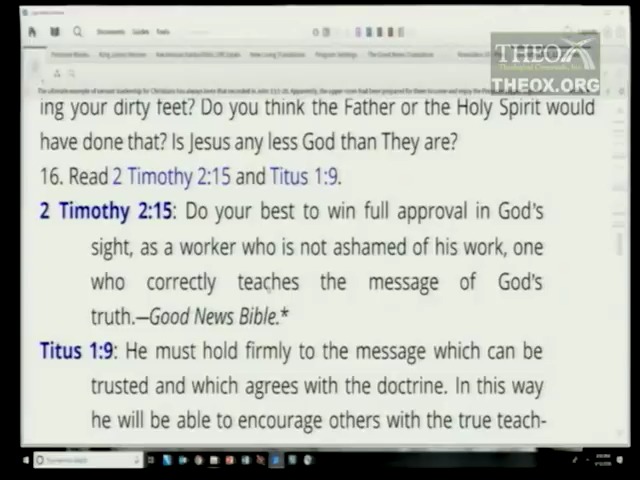 Documents Guides Tools
THEOX
THEOX.ORG
ing your dirty feet? Do you think the Father or the Holy Spirit would
have done that? Is Jesus any less God than They are?
16. Read 2 Timothy 2:15 and Titus 1:9.
2 Timothy 2:15: Do your best to win full approval in God's
sight, as a worker who is not ashamed of his work, one
who correctly teaches the message of God's
truth.—Good News Bible.*
Titus 1:9: He must hold firmly to the message which can be
trusted and which agrees with the doctrine. In this way
he will be able to encourage others with the true teach-